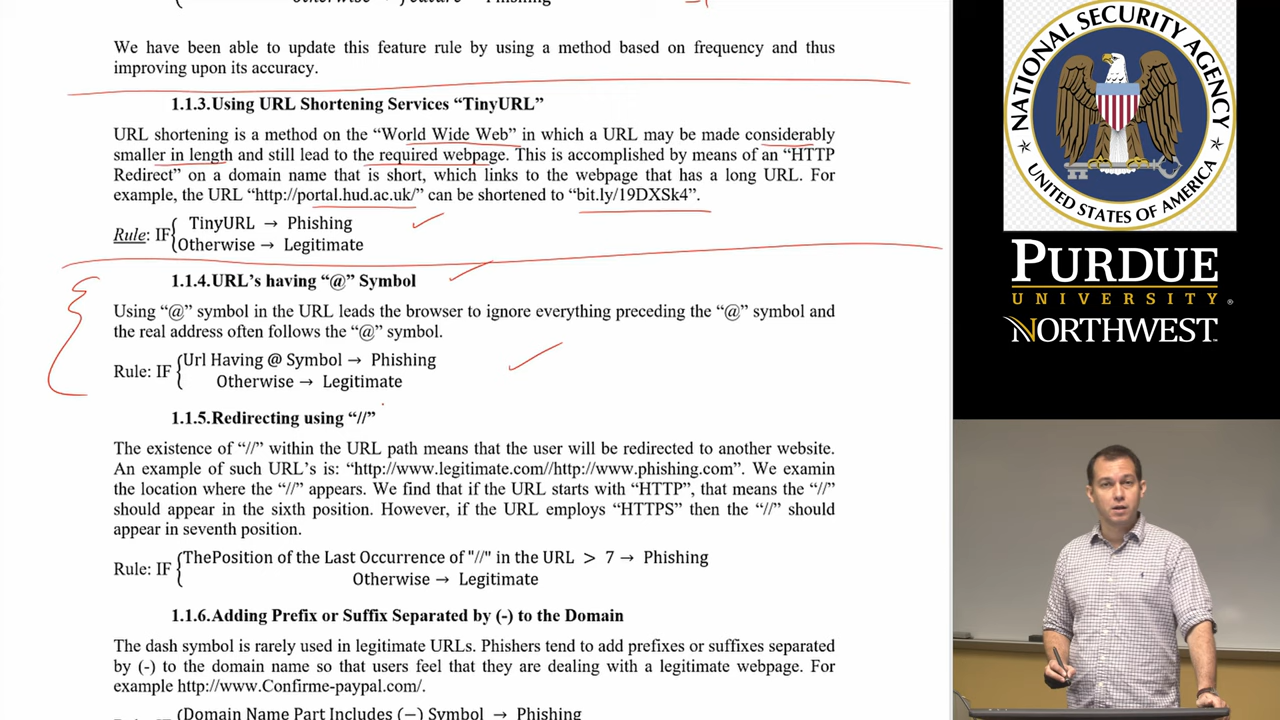 otherwise → feature → Phishing
We have been able to update this feature rule by using a method based on frequency and thus
improving upon its accuracy.
1.1.3.Using URL Shortening Services “TinyURL”
URL shortening is a method on the “World Wide Web” in which a URL may be made considerably
smaller in length and still lead to the required webpage. This is accomplished by means of an “HTTP
Redirect” on a domain name that is short, which links to the webpage that has a long URL. For
example, the URL “http://portal.hud.ac.uk/” can be shortened to “bit.ly/19DXSk4”.
Rule: IF{ TinyURL → Phishing
Otherwise → Legitimate
1.1.4.URL’s having “@” Symbol
Using “@” symbol in the URL leads the browser to ignore everything preceding the “@” symbol and
the real address often follows the “@” symbol.
Rule: IF { Url Having @ Symbol → Phishing
Otherwise → Legitimate
1.1.5.Redirecting using “//”
The existence of “//” within the URL path means that the user will be redirected to another website.
An example of such URL’s is: “http://www.legitimate.com//http://www.phishing.com”. We examin
the location where the “//” appears. We find that if the URL starts with “HTTP”, that means the “//”
should appear in the sixth position. However, if the URL employs “HTTPS” then the “//” should
appear in seventh position.
Rule: IF {ThePosition of the Last Occurrence of "//" in the URL > 7 → Phishing
Otherwise → Legitimate
1.1.6.Adding Prefix or Suffix Separated by (-) to the Domain
The dash symbol is rarely used in legitimate URLs. Phishers tend to add prefixes or suffixes separated
by (-) to the domain name so that users feel that they are dealing with a legitimate webpage. For
example http://www.Confirme-paypal.com/.
Rule: IF {Domain Name Part Includes (−) Symbol → Phishing
NATIONAL SECURITY AGENCY
UNITED STATES OF AMERICA
PURDUE
UNIVERSITY®
NORTHWEST™